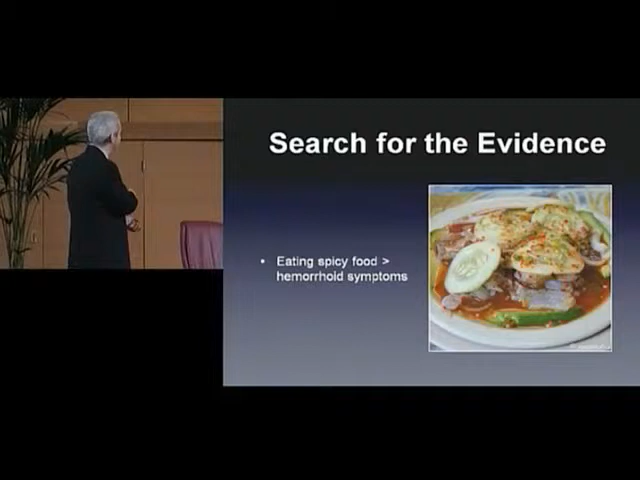 Search for the Evidence
• Eating spicy food >
hemorrhoid symptoms